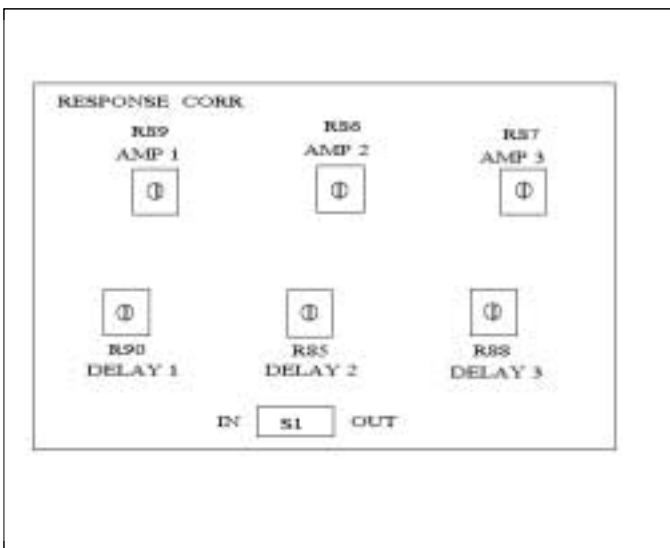 RESPONSE CORR
R89 R86 R87
AMP 1 AMP 2 AMP 3
R90 R85 R88
DELAY 1 DELAY 2 DELAY 3
IN S1 OUT